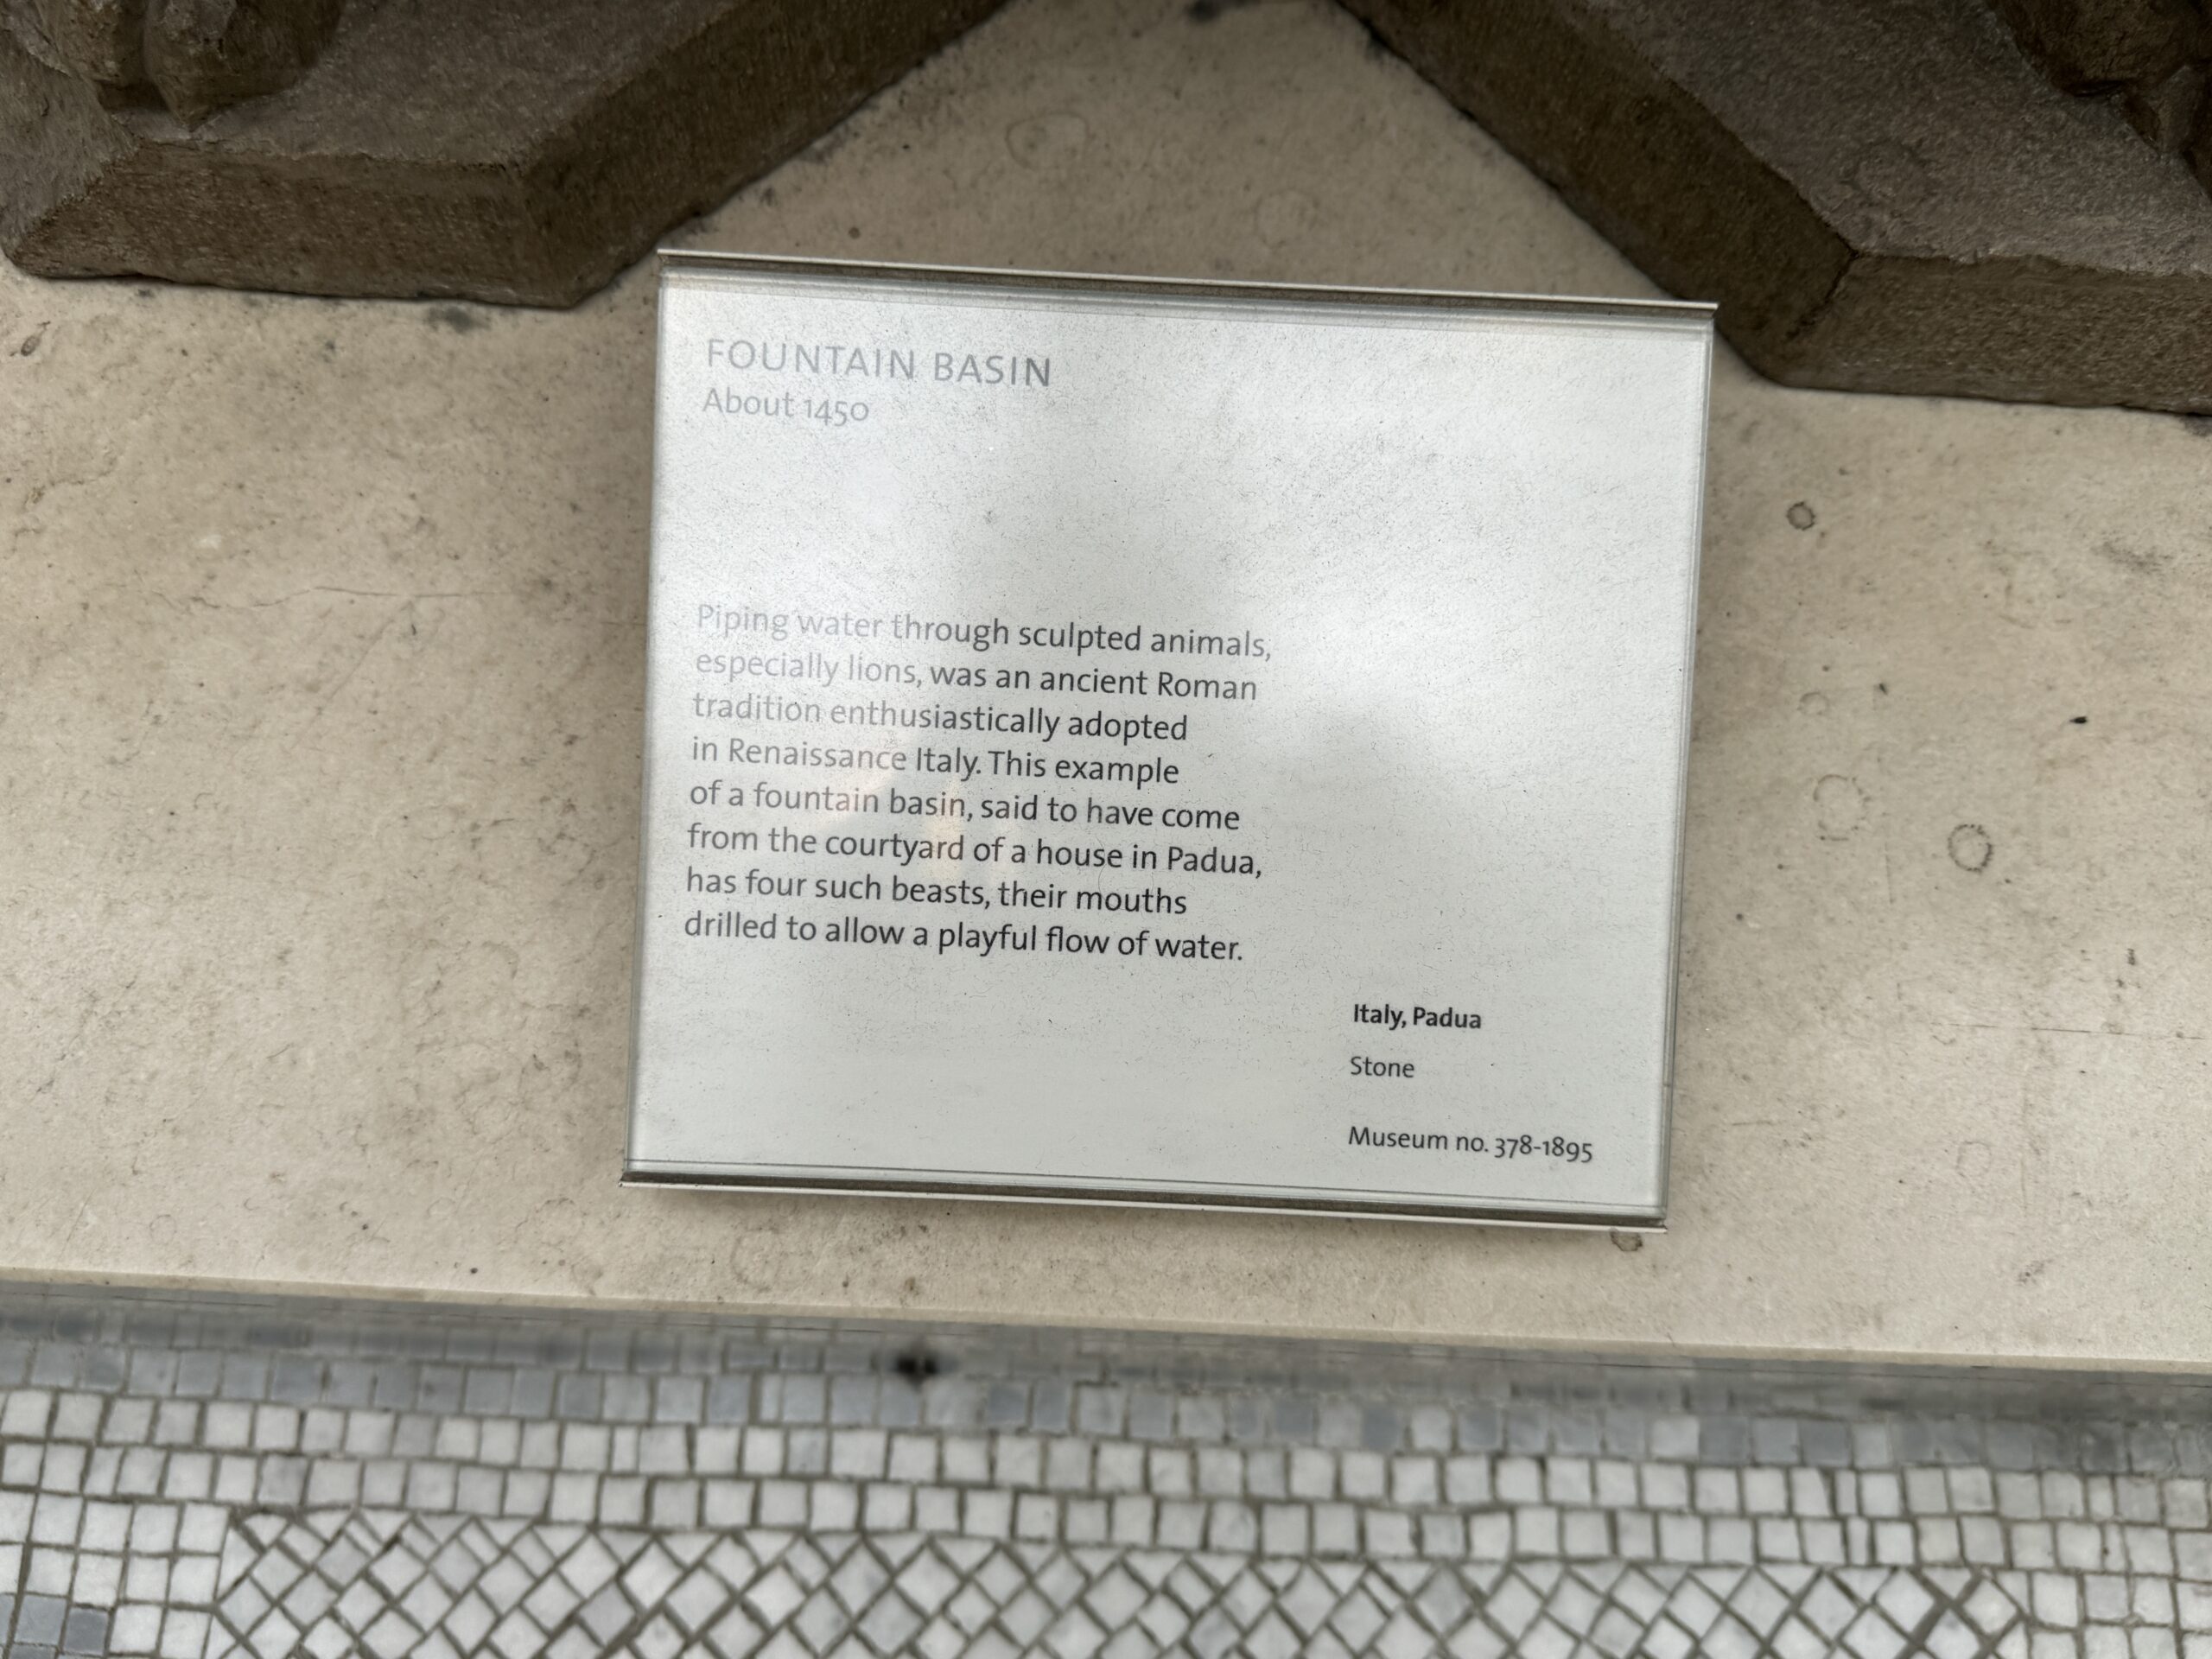 FOUNTAIN BASIN
About 1450
Piping water through sculpted animals,
especially lions, was an ancient Roman
tradition enthusiastically adopted
in Renaissance Italy. This example
of a fountain basin, said to have come
from the courtyard of a house in Padua,
has four such beasts, their mouths
drilled to allow a playful flow of water.
Italy, Padua
Stone
Museum no. 378-1895